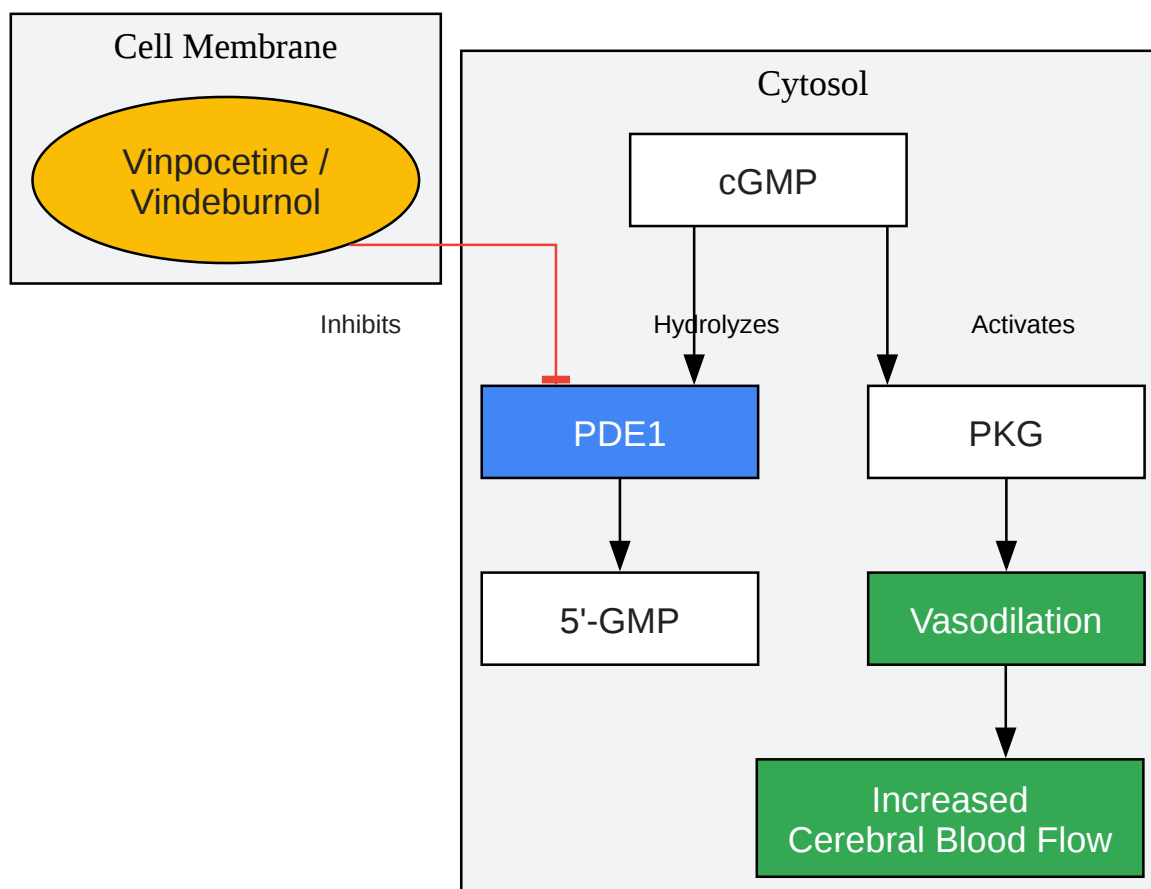 Cell Membrane
Vinpocetine /
Vindeburnol
Cytosol
cGMP
Inhibits
Hydrolyzes
Activates
PDE1
PKG
5'-GMP
Vasodilation
Increased
Cerebral Blood Flow